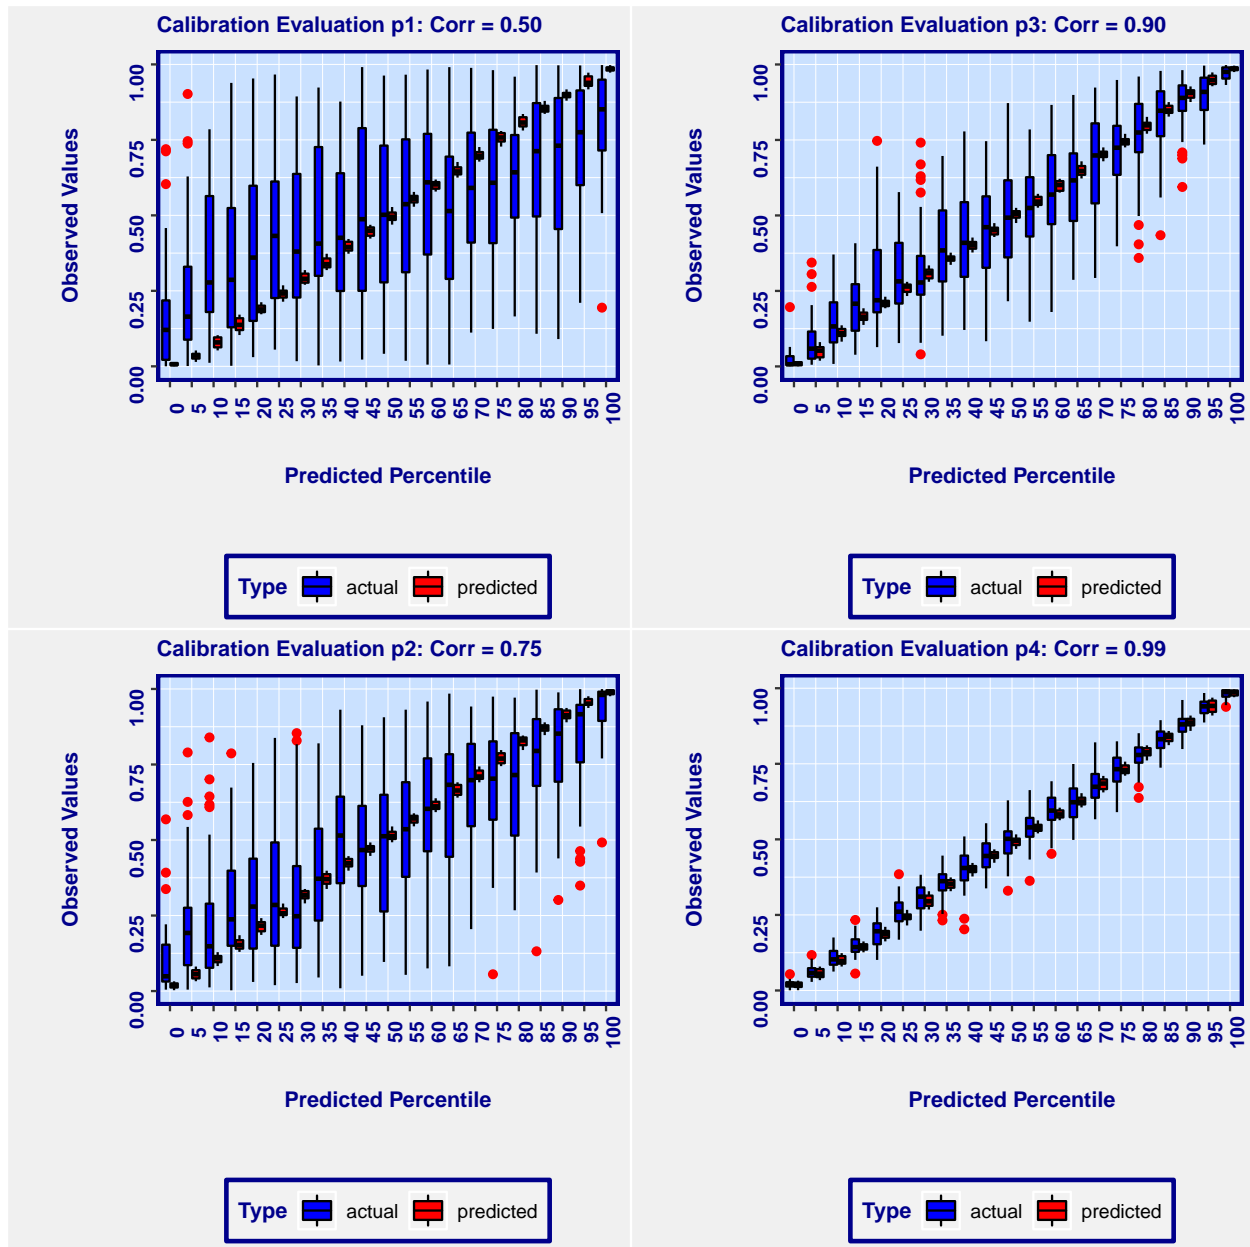 Calibration Evaluation p1: Corr = 0.50
Observed Values
1.00
0.75
0.50
0.25
0.00
0 5 10 15 20 25 30 35 40 45 50 55 60 65 70 75 80 85 90 95 100
Predicted Percentile
Type actual predicted
Calibration Evaluation p3: Corr = 0.90
Observed Values
1.00
0.75
0.50
0.25
0.00
0 5 10 15 20 25 30 35 40 45 50 55 60 65 70 75 80 85 90 95 100
Predicted Percentile
Type actual predicted
Calibration Evaluation p2: Corr = 0.75
Observed Values
1.00
0.75
0.50
0.25
0.00
0 5 10 15 20 25 30 35 40 45 50 55 60 65 70 75 80 85 90 95 100
Predicted Percentile
Type actual predicted
Calibration Evaluation p4: Corr = 0.99
Observed Values
1.00
0.75
0.50
0.25
0.00
0 5 10 15 20 25 30 35 40 45 50 55 60 65 70 75 80 85 90 95 100
Predicted Percentile
Type actual predicted